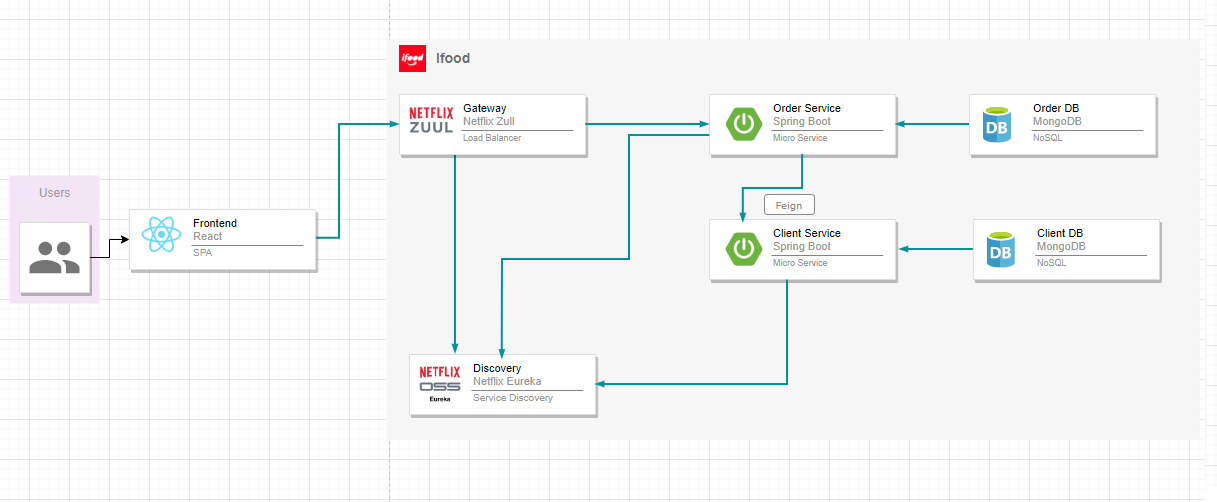 ifood
Ifood
Users
Frontend
React
SPA
NETFLIX
ZUUL
Gateway
Netflix Zull
Load Balancer
Order Service
Spring Boot
Micro Service
DB
Order DB
MongoDB
NoSQL
Feign
Client Service
Spring Boot
Micro Service
DB
Client DB
MongoDB
NoSQL
NETFLIX
OSS
Eureka
Discovery
Netflix Eureka
Service Discovery